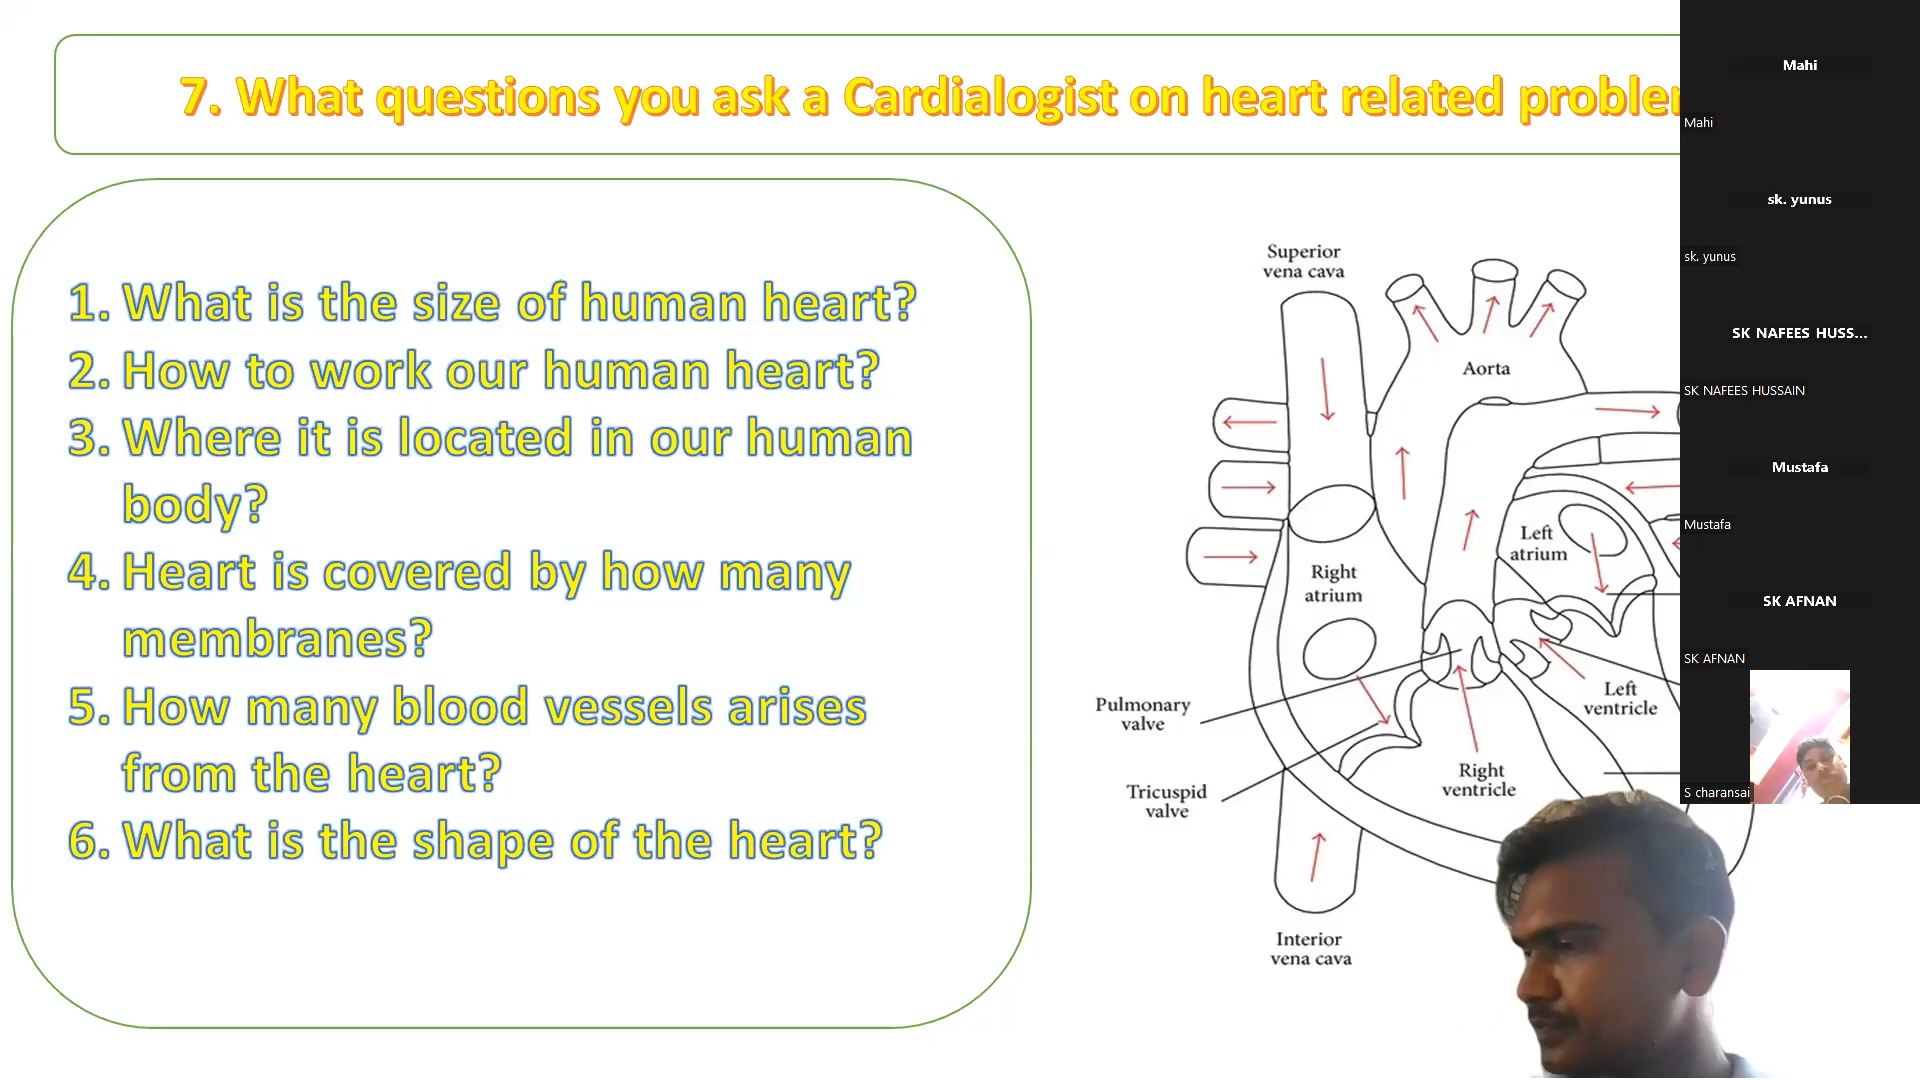 7. What questions you ask a Cardialogist on heart related
1. What is the size of human heart?
2. How to work our human heart?
3. Where it is located in our human
body?
4. Heart is covered by how many
membranes?
5. How many blood vessels arises
from the heart?
6. What is the shape of the heart?
Superior
vena cava
Aorta
Left
atrium
Right
atrium
Pulmonary
valve
Left
ventricle
Tricuspid
valve
Right
ventricle
Interior
vena cava
Mahi
Mahi
sk. yunus
sk. yunus
SK NAFEES HUSS...
SK NAFEES HUSSAIN
Mustafa
Mustafa
SK AFNAN
SK AFNAN
S charansai